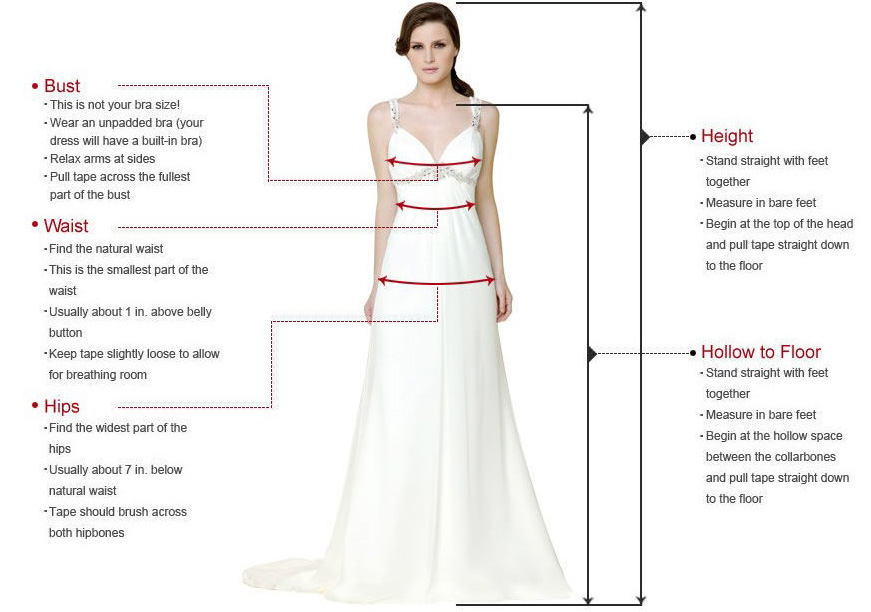 • Bust
- This is not your bra size!
- Wear an unpadded bra (your
dress will have a built-in bra)
- Relax arms at sides
- Pull tape across the fullest
part of the bust
• Waist
- Find the natural waist
- This is the smallest part of the
waist
- Usually about 1 in. above belly
button
- Keep tape slightly loose to allow
for breathing room
• Hips
- Find the widest part of the
hips
- Usually about 7 in. below
natural waist
- Tape should brush across
both hipbones
• Height
- Stand straight with feet
together
- Measure in bare feet
- Begin at the top of the head
and pull tape straight down
to the floor
• Hollow to Floor
- Stand straight with feet
together
- Measure in bare feet
- Begin at the hollow space
between the collarbones
and pull tape straight down
to the floor